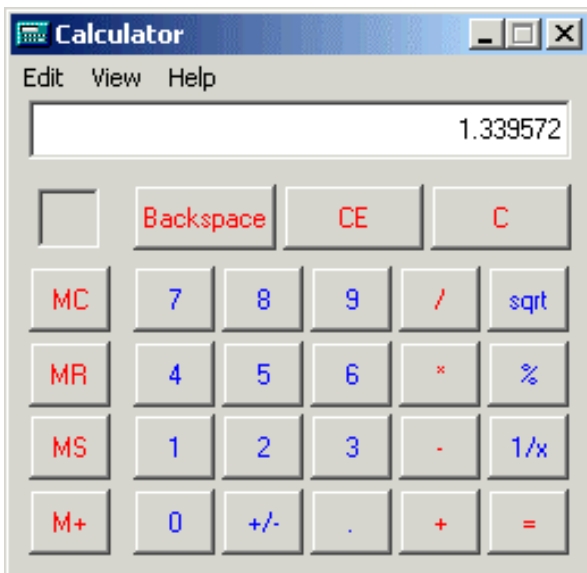 Calculator
Edit View Help
1.339572
Backspace CE C
MC 7 8 9 / sqrt
MR 4 5 6 * %
MS 1 2 3 - 1/x
M+ 0 +/- . + =